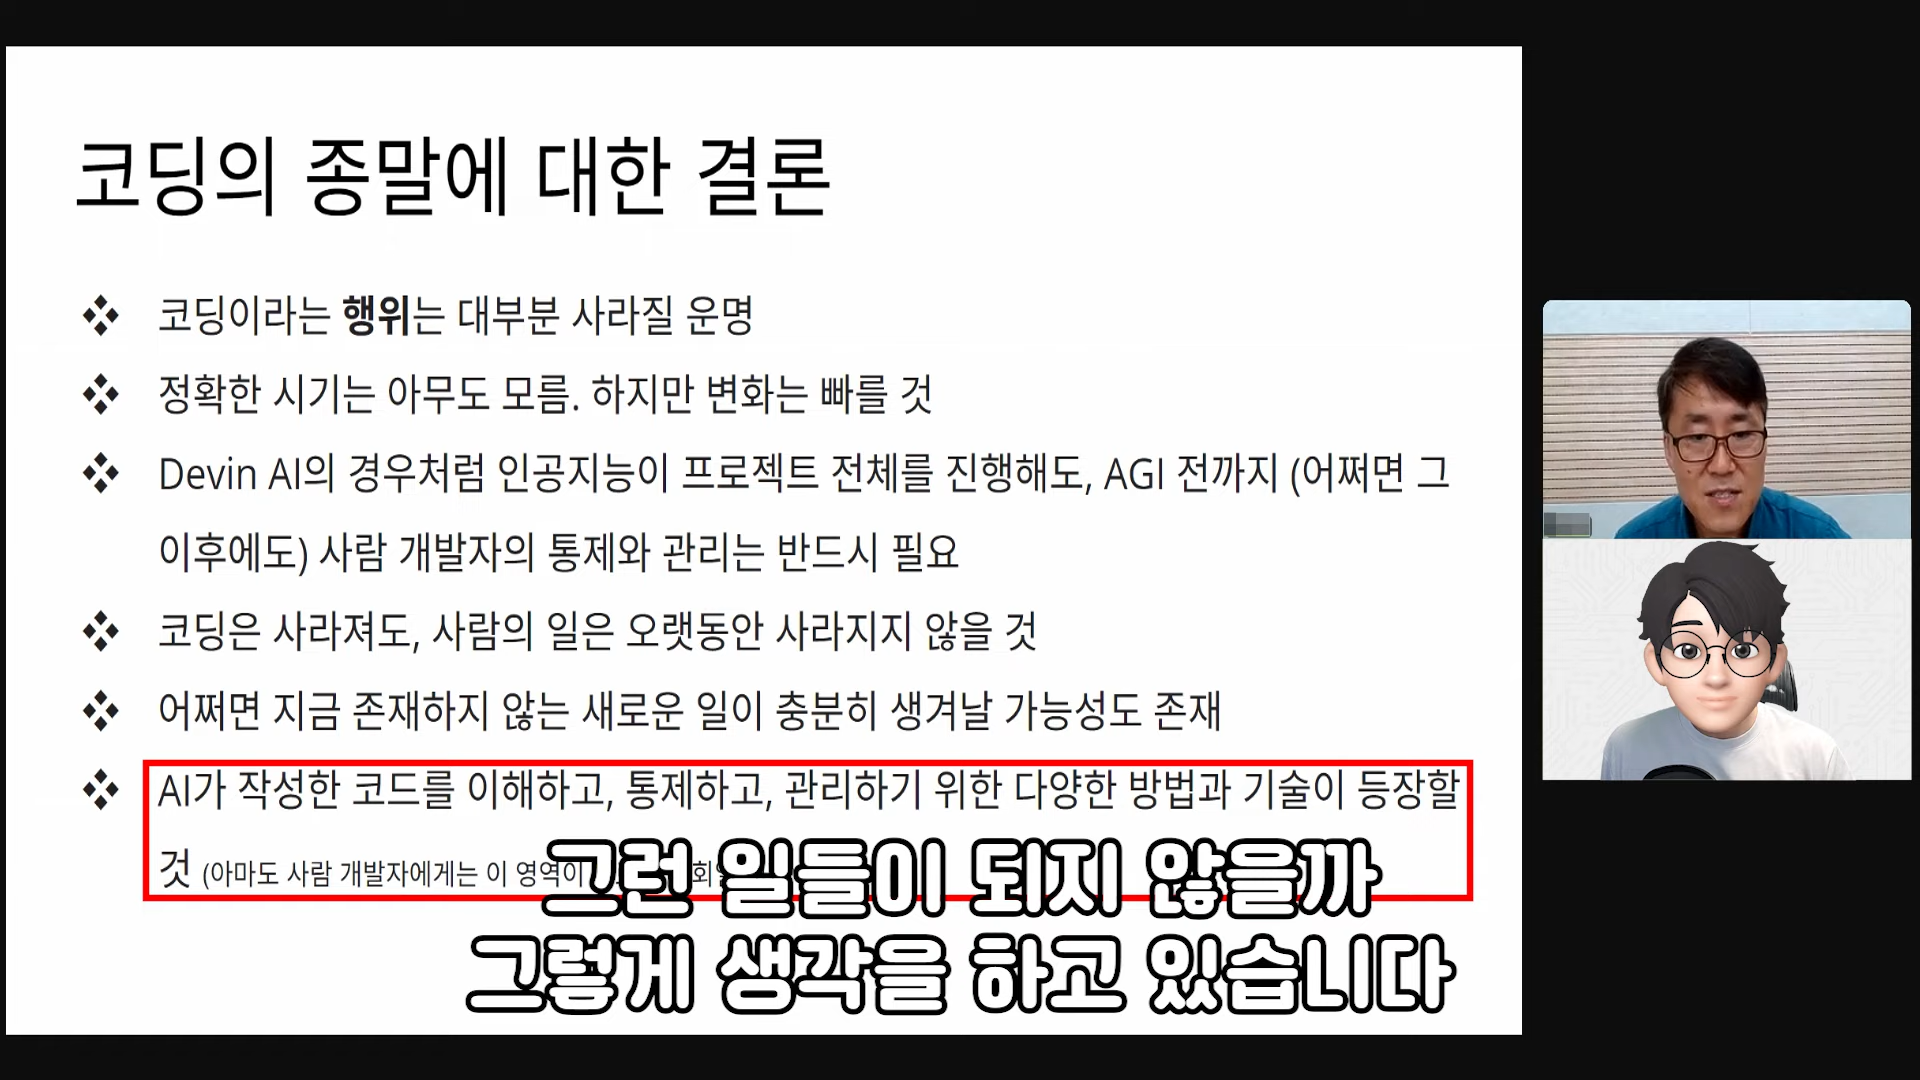 코딩의 종말에 대한 결론
❖ 코딩이라는 행위는 대부분 사라질 운명
❖ 정확한 시기는 아무도 모름. 하지만 변화는 빠를 것
❖ Devin AI의 경우처럼 인공지능이 프로젝트 전체를 진행해도, AGI 전까지 (어쩌면 그
이후에도) 사람 개발자의 통제와 관리는 반드시 필요
❖ 코딩은 사라져도, 사람의 일은 오랫동안 사라지지 않을 것
❖ 어쩌면 지금 존재하지 않는 새로운 일이 충분히 생겨날 가능성도 존재
❖ AI가 작성한 코드를 이해하고, 통제하고, 관리하기 위한 다양한 방법과 기술이 등장할
것 (아마도 사람 개발자에게는 이 영역이
그런 일들이 되지 않을까
그렇게 생각을 하고 있습니다